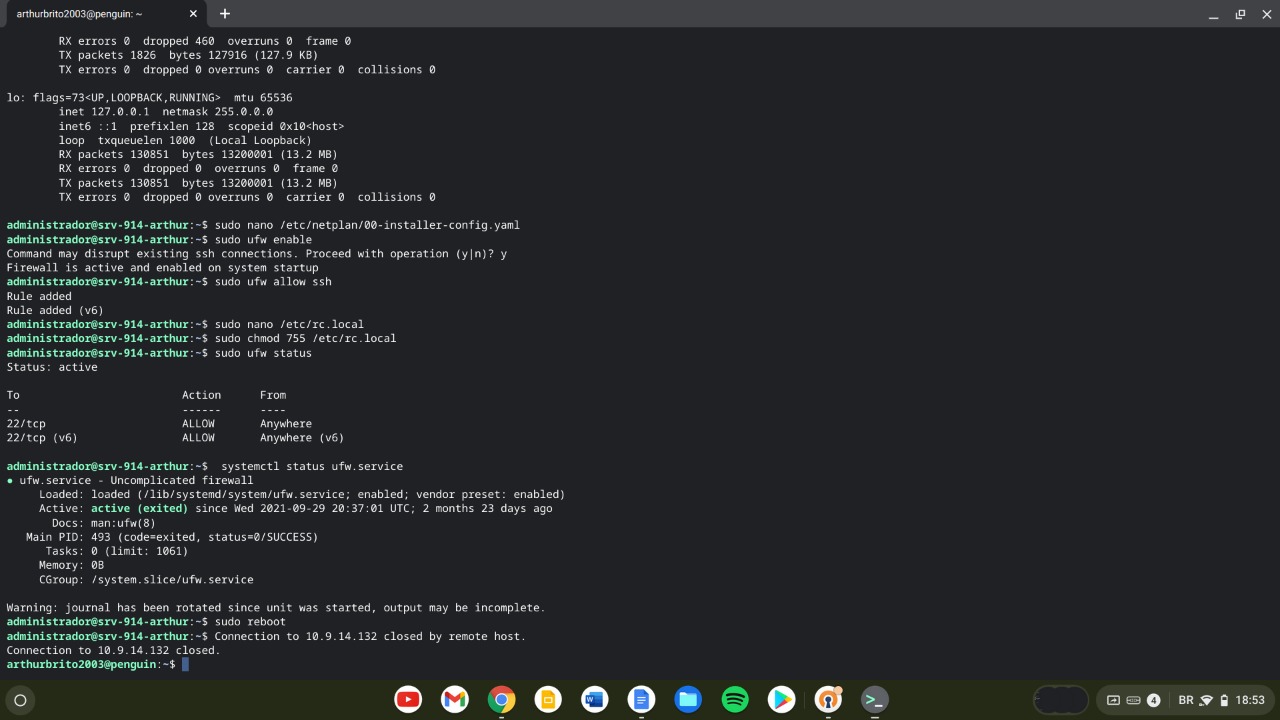 arthurbrito2003@penguin: ~
RX errors 0  dropped 460  overruns 0  frame 0
TX packets 1826  bytes 127916 (127.9 KB)
TX errors 0  dropped 0 overruns 0  carrier 0  collisions 0
lo: flags=73<UP,LOOPBACK,RUNNING>  mtu 65536
inet 127.0.0.1  netmask 255.0.0.0
inet6 ::1  prefixlen 128  scopeid 0x10<host>
loop  txqueuelen 1000  (Local Loopback)
RX packets 130851  bytes 13200001 (13.2 MB)
RX errors 0  dropped 0  overruns 0  frame 0
TX packets 130851  bytes 13200001 (13.2 MB)
TX errors 0  dropped 0 overruns 0  carrier 0  collisions 0
administrador@srv-914-arthur:~$ sudo nano /etc/netplan/00-installer-config.yaml
administrador@srv-914-arthur:~$ sudo ufw enable
Command may disrupt existing ssh connections. Proceed with operation (y|n)? y
Firewall is active and enabled on system startup
administrador@srv-914-arthur:~$ sudo ufw allow ssh
Rule added
Rule added (v6)
administrador@srv-914-arthur:~$ sudo nano /etc/rc.local
administrador@srv-914-arthur:~$ sudo chmod 755 /etc/rc.local
administrador@srv-914-arthur:~$ sudo ufw status
Status: active
To                         Action      From
--                         ------      ----
22/tcp                     ALLOW       Anywhere
22/tcp (v6)                ALLOW       Anywhere (v6)
administrador@srv-914-arthur:~$  systemctl status ufw.service
● ufw.service - Uncomplicated firewall
Loaded: loaded (/lib/systemd/system/ufw.service; enabled; vendor preset: enabled)
Active: active (exited) since Wed 2021-09-29 20:37:01 UTC; 2 months 23 days ago
Docs: man:ufw(8)
Main PID: 493 (code=exited, status=0/SUCCESS)
Tasks: 0 (limit: 1061)
Memory: 0B
CGroup: /system.slice/ufw.service
Warning: journal has been rotated since unit was started, output may be incomplete.
administrador@srv-914-arthur:~$ sudo reboot
administrador@srv-914-arthur:~$ Connection to 10.9.14.132 closed by remote host.
Connection to 10.9.14.132 closed.
arthurbrito2003@penguin:~$
4 BR 18:53